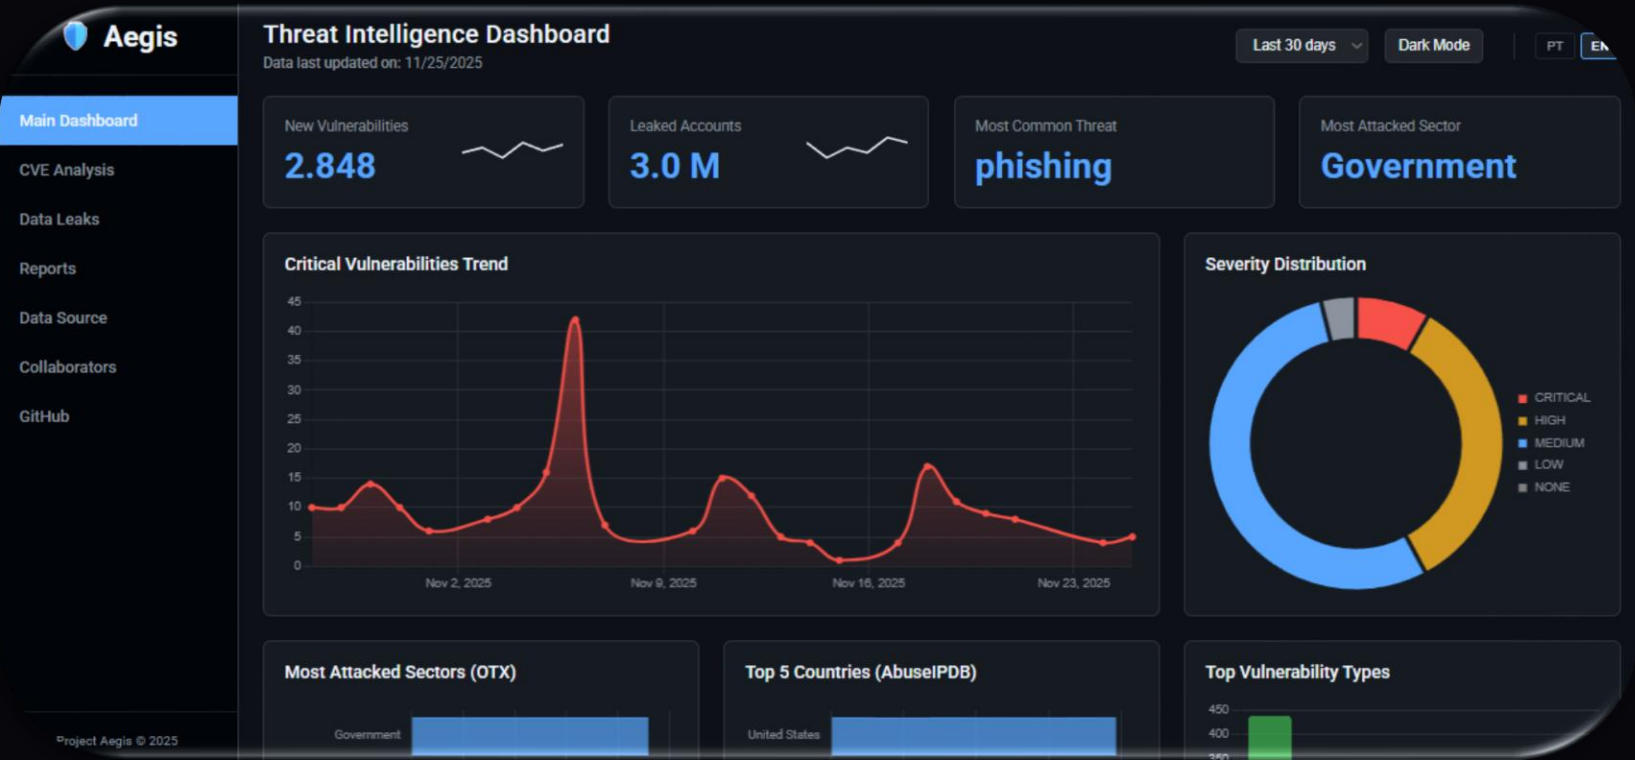 Aegis
Threat Intelligence Dashboard
Data last updated on: 11/25/2025
Last 30 days
Dark Mode
PT
EN
Main Dashboard
CVE Analysis
Data Leaks
Reports
Data Source
Collaborators
GitHub
Project Aegis © 2025
New Vulnerabilities
2.848
Leaked Accounts
3.0 M
Most Common Threat
phishing
Most Attacked Sector
Government
Critical Vulnerabilities Trend
45
40
35
30
25
20
15
10
5
0
Nov 2, 2025
Nov 9, 2025
Nov 16, 2025
Nov 23, 2025
Severity Distribution
CRITICAL
HIGH
MEDIUM
LOW
NONE
Most Attacked Sectors (OTX)
Government
Top 5 Countries (AbuseIPDB)
United States
Top Vulnerability Types
450
400
350